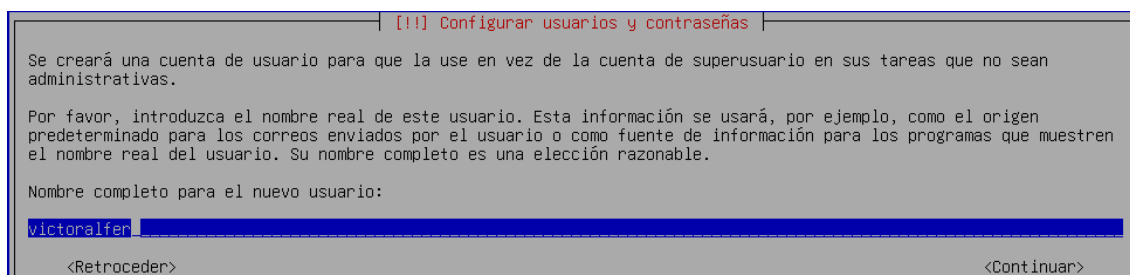 [!!] Configurar usuarios y contraseñas
Se creará una cuenta de usuario para que la use en vez de la cuenta de superusuario en sus tareas que no sean
administrativas.
Por favor, introduzca el nombre real de este usuario. Esta información se usará, por ejemplo, como el origen
predeterminado para los correos enviados por el usuario o como fuente de información para los programas que muestren
el nombre real del usuario. Su nombre completo es una elección razonable.
Nombre completo para el nuevo usuario:
victoralfer
<Retroceder> <Continuar>